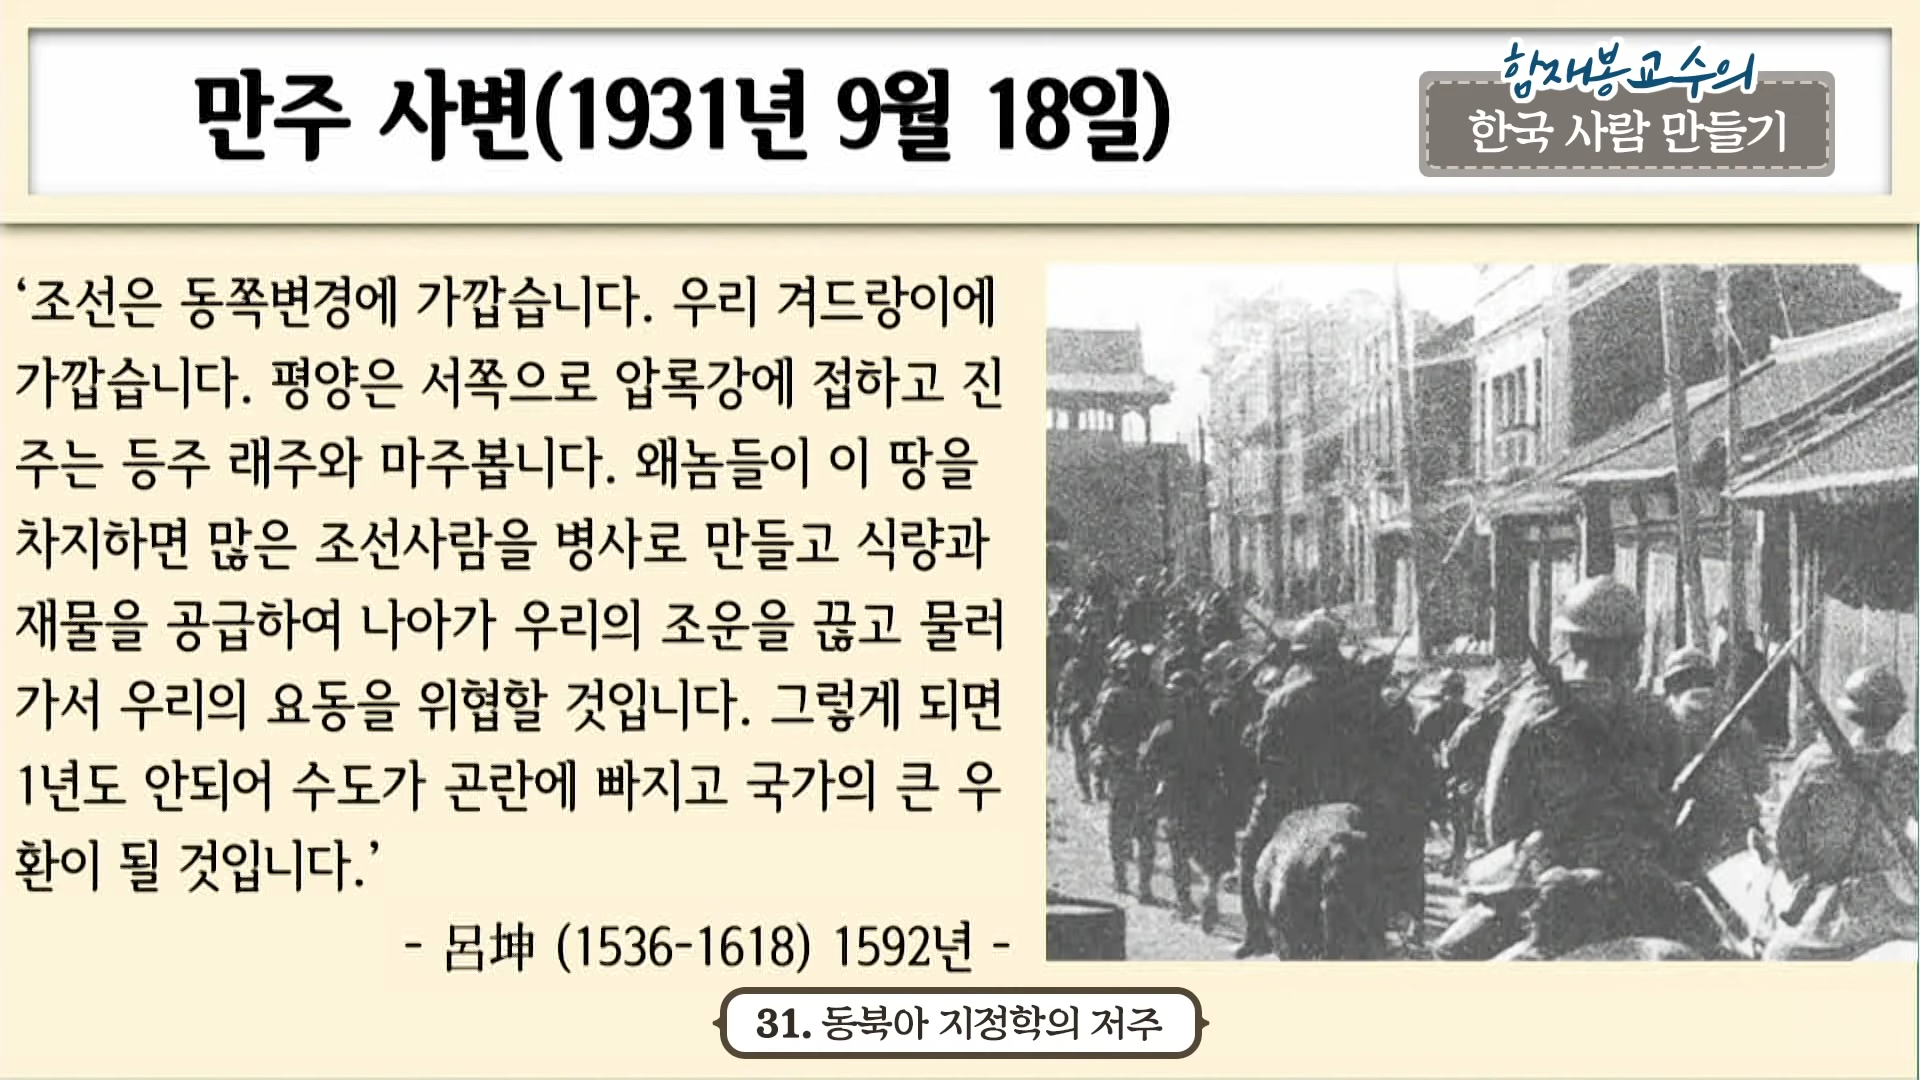 만주 사변(1931년 9월 18일)
함재봉교수의
한국 사람 만들기
‘조선은 동쪽변경에 가깝습니다. 우리 겨드랑이에
가깝습니다. 평양은 서쪽으로 압록강에 접하고 진
주는 등주 래주와 마주봅니다. 왜놈들이 이 땅을
차지하면 많은 조선사람을 병사로 만들고 식량과
재물을 공급하여 나아가 우리의 조운을 끊고 물러
가서 우리의 요동을 위협할 것입니다. 그렇게 되면
1년도 안되어 수도가 곤란에 빠지고 국가의 큰 우
환이 될 것입니다.’
- 呂坤 (1536-1618) 1592년 -
31. 동북아 지정학의 저주